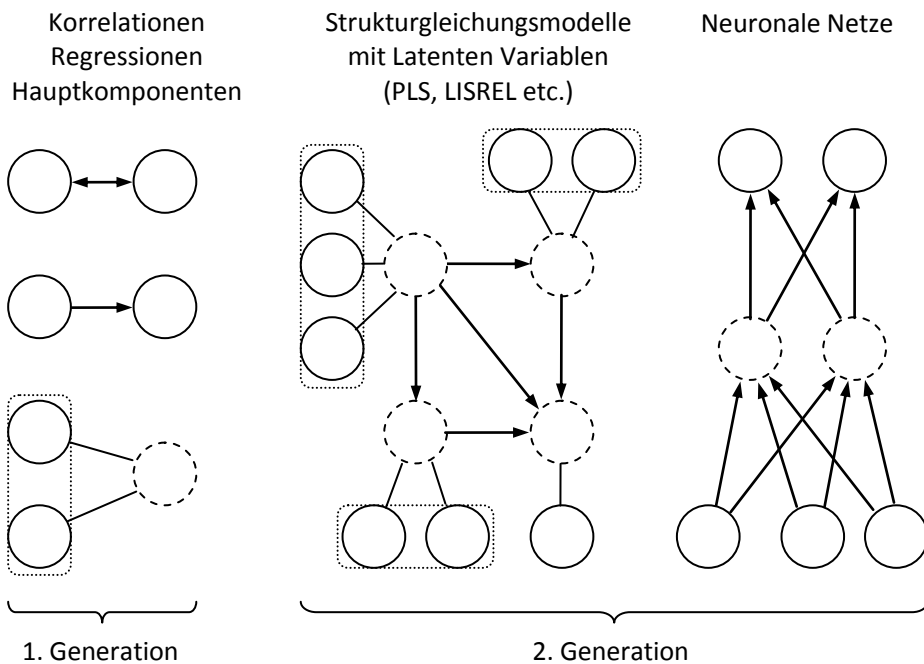 Korrelationen
Regressionen
Hauptkomponenten
Strukturgleichungsmodelle
mit Latenten Variablen
(PLS, LISREL etc.)
Neuronale Netze
1. Generation
2. Generation